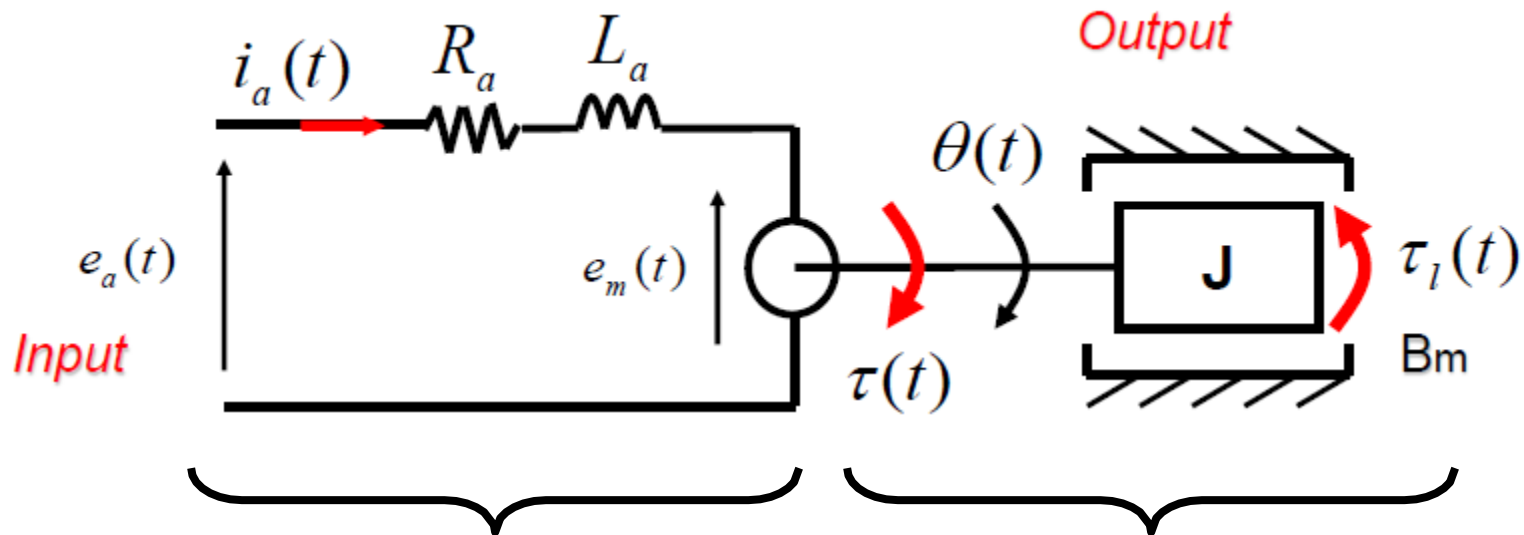 Output
i_a(t)
R_a
L_a
θ(t)
e_a(t)
e_m(t)
J
τ_l(t)
Input
τ(t)
Bm